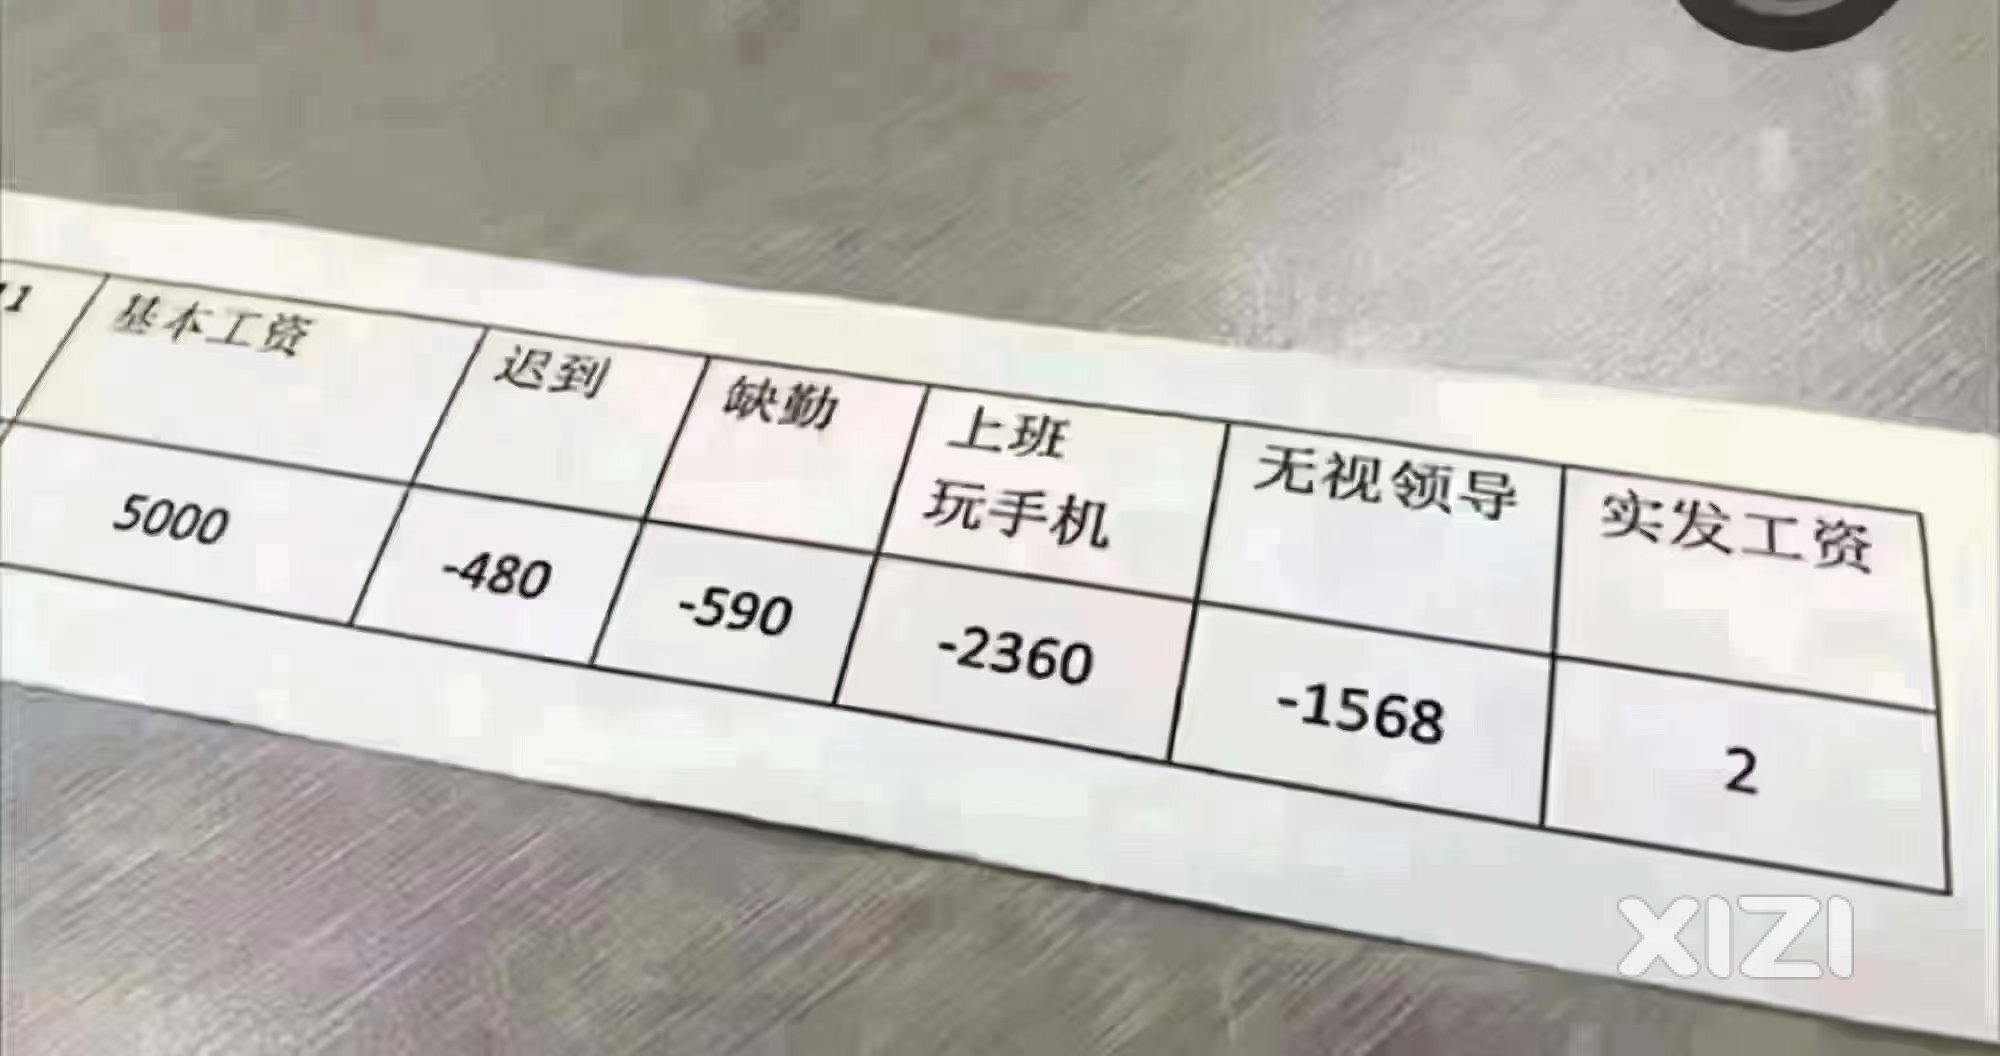 基本工资 迟到 缺勤 上班 无视领导 实发工资
玩手机
5000 -480 -590 -2360 -1568 2
XIZI